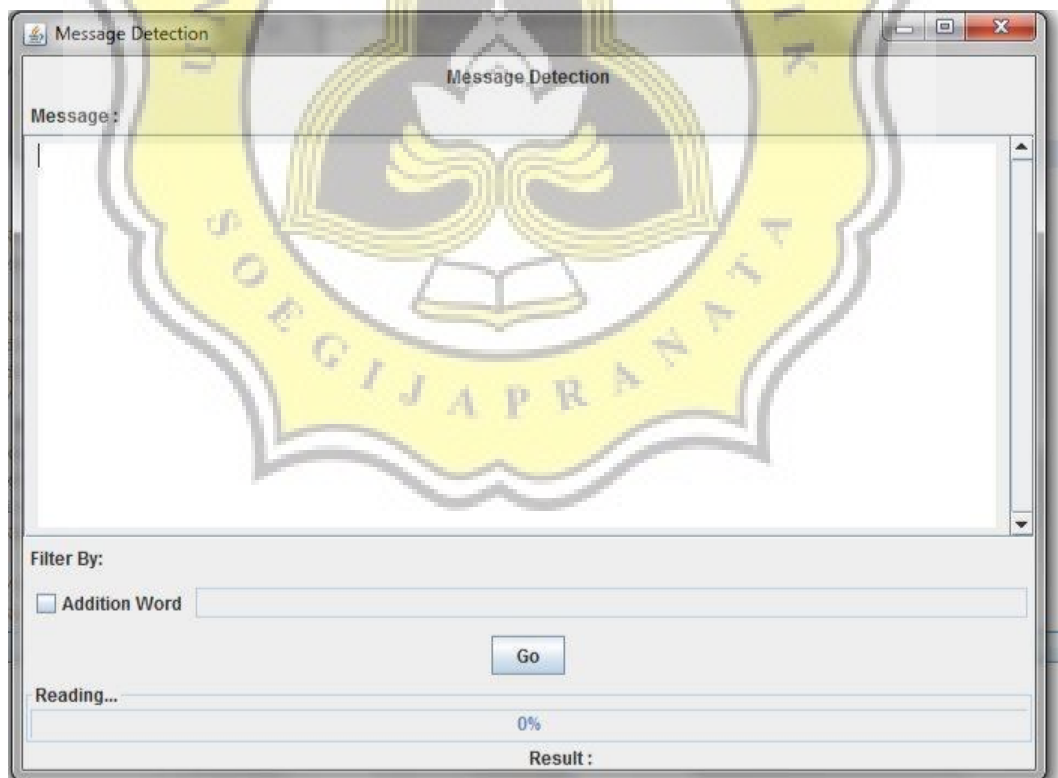 Message Detection
Message Detection
Message :
SOEGIJAPRANATA
Filter By:
Addition Word
Go
Reading...
0%
Result :